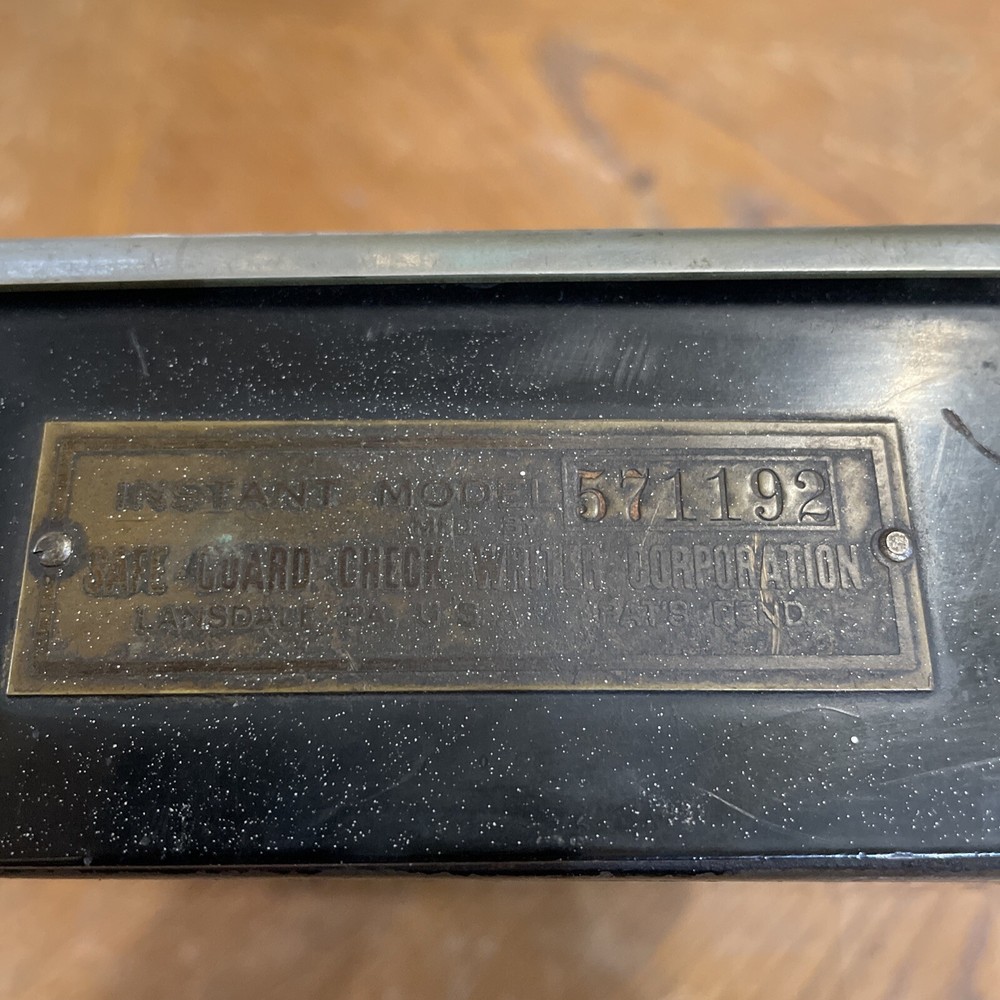 INSTANT MODEL 571192
MFD. BY
SAFE-GUARD CHECK WRITER CORPORATION
LANSDALE, PA. U.S.A. PAT'S PEND.